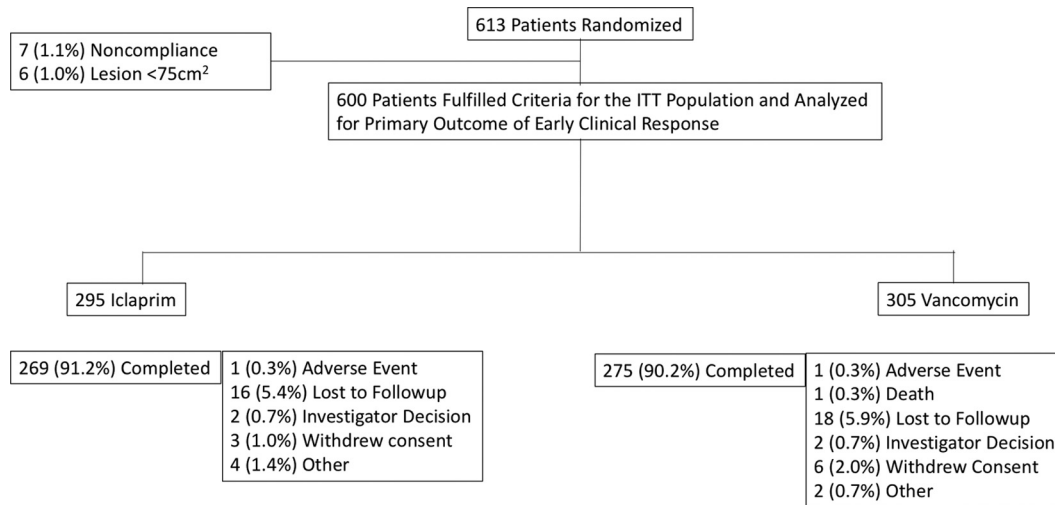 613 Patients Randomized
7 (1.1%) Noncompliance
6 (1.0%) Lesion <75cm²
600 Patients Fulfilled Criteria for the ITT Population and Analyzed
for Primary Outcome of Early Clinical Response
295 Iclaprim
305 Vancomycin
269 (91.2%) Completed
1 (0.3%) Adverse Event
16 (5.4%) Lost to Followup
2 (0.7%) Investigator Decision
3 (1.0%) Withdrew consent
4 (1.4%) Other
275 (90.2%) Completed
1 (0.3%) Adverse Event
1 (0.3%) Death
18 (5.9%) Lost to Followup
2 (0.7%) Investigator Decision
6 (2.0%) Withdrew Consent
2 (0.7%) Other